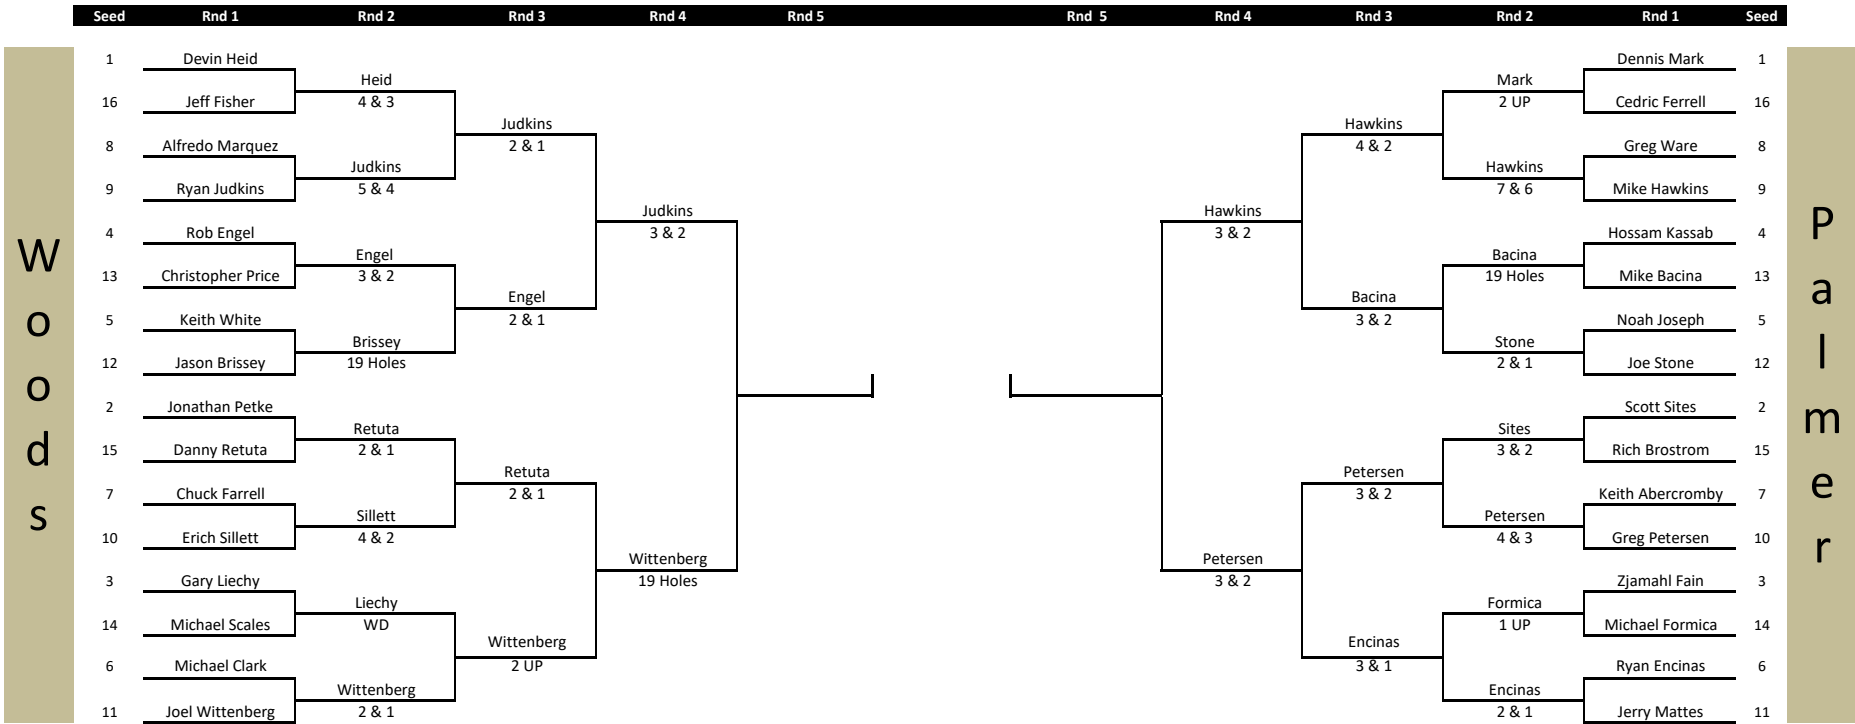 Seed Rnd 1 Rnd 2 Rnd 3 Rnd 4 Rnd 5 Rnd 5 Rnd 4 Rnd 3 Rnd 2 Rnd 1 Seed
Woods
1 Devin Heid
Heid
4 & 3
16 Jeff Fisher
Judkins
2 & 1
8 Alfredo Marquez
Judkins
5 & 4
9 Ryan Judkins
Judkins
3 & 2
4 Rob Engel
Engel
3 & 2
13 Christopher Price
Engel
2 & 1
5 Keith White
Brissey
19 Holes
12 Jason Brissey
2 Jonathan Petke
Retuta
2 & 1
15 Danny Retuta
Retuta
2 & 1
7 Chuck Farrell
Sillett
4 & 2
10 Erich Sillett
Wittenberg
19 Holes
3 Gary Liechy
Liechy
WD
14 Michael Scales
Wittenberg
2 UP
6 Michael Clark
Wittenberg
2 & 1
11 Joel Wittenberg
Dennis Mark 1
Mark
2 UP
Cedric Ferrell 16
Hawkins
4 & 2
Greg Ware 8
Hawkins
7 & 6
Mike Hawkins 9
Hawkins
3 & 2
Hossam Kassab 4
Bacina
19 Holes
Mike Bacina 13
Bacina
3 & 2
Noah Joseph 5
Stone
2 & 1
Joe Stone 12
Scott Sites 2
Sites
3 & 2
Rich Brostrom 15
Petersen
3 & 2
Keith Abercromby 7
Petersen
4 & 3
Greg Petersen 10
Petersen
3 & 2
Zjamahl Fain 3
Formica
1 UP
Michael Formica 14
Encinas
3 & 1
Ryan Encinas 6
Encinas
2 & 1
Jerry Mattes 11
Palmer